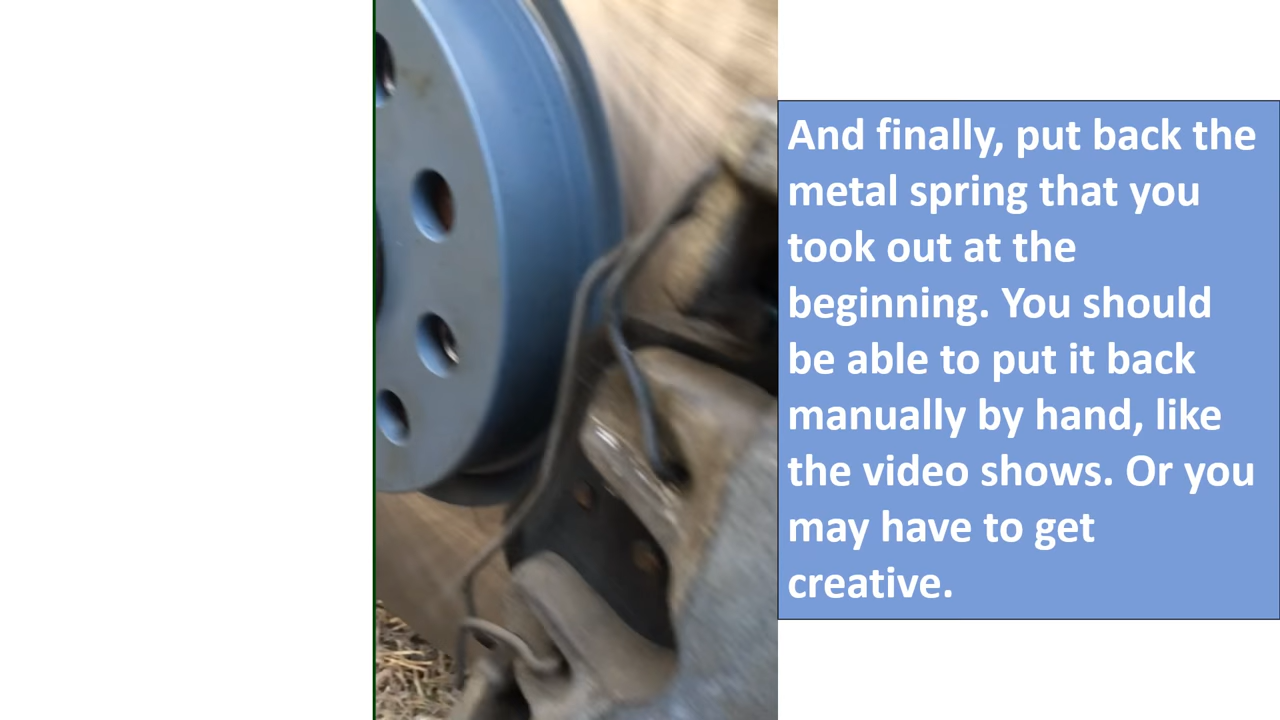 And finally, put back the
metal spring that you
took out at the
beginning. You should
be able to put it back
manually by hand, like
the video shows. Or you
may have to get
creative.